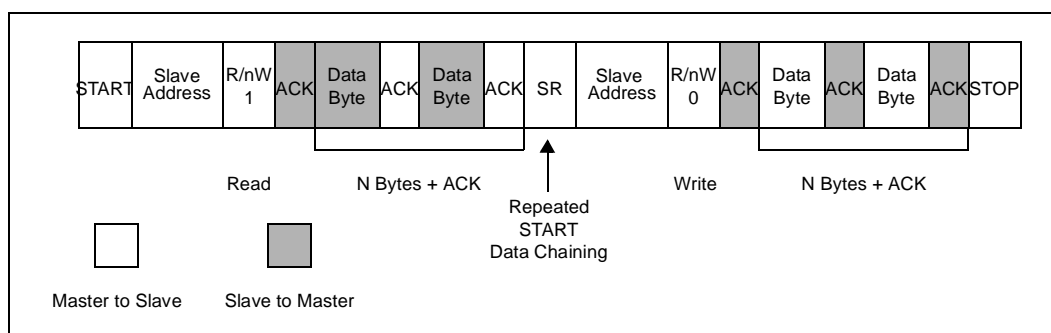 START
Slave
Address
R/nW
1
ACK
Data
Byte
ACK
Data
Byte
ACK
SR
Slave
Address
R/nW
0
ACK
Data
Byte
ACK
Data
Byte
ACK
STOP
Read
N Bytes + ACK
Write
N Bytes + ACK
Repeated
START
Data Chaining
Master to Slave
Slave to Master